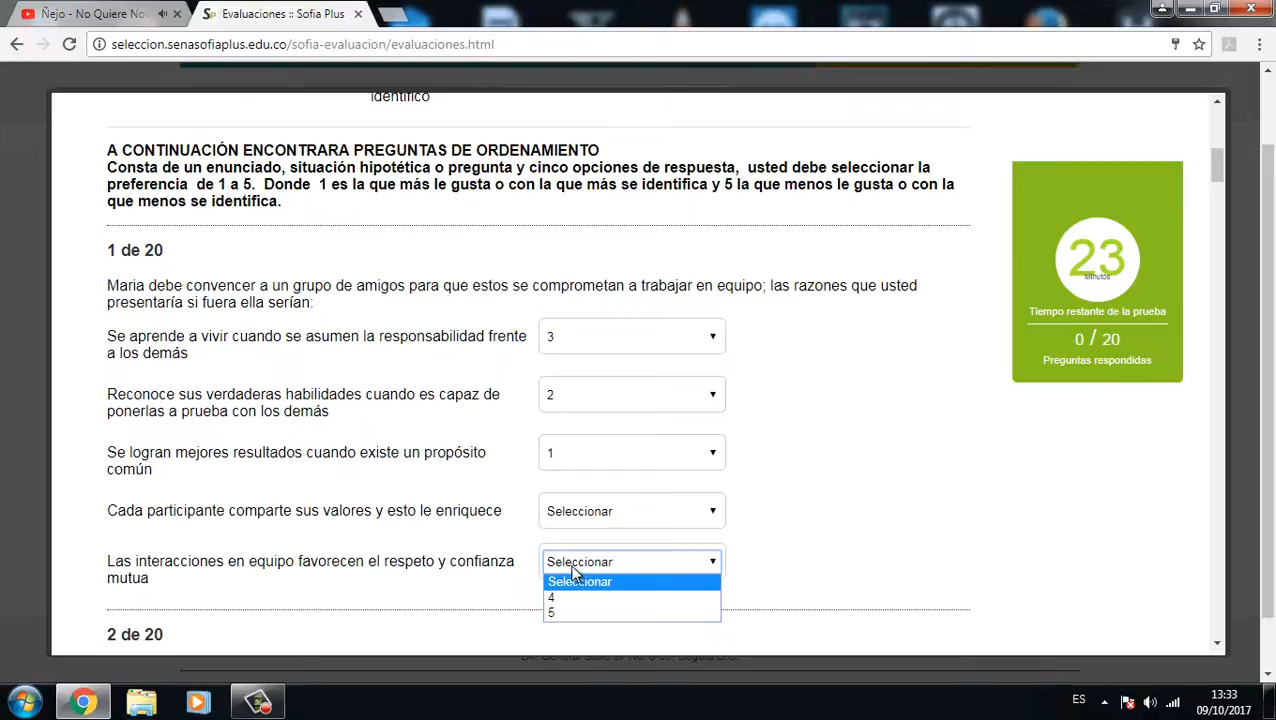 Ñejo - No Quiere Nov
Evaluaciones :: Sofia Plus
seleccion.senasofiaplus.edu.co/sofia-evaluacion/evaluaciones.html
identifico
A CONTINUACIÓN ENCONTRARA PREGUNTAS DE ORDENAMIENTO
Consta de un enunciado, situación hipotética o pregunta y cinco opciones de respuesta, usted debe seleccionar la
preferencia de 1 a 5. Donde 1 es la que más le gusta o con la que más se identifica y 5 la que menos le gusta o con la
que menos se identifica.
1 de 20
Maria debe convencer a un grupo de amigos para que estos se comprometan a trabajar en equipo; las razones que usted
presentaría si fuera ella serían:
Se aprende a vivir cuando se asumen la responsabilidad frente
a los demás
3
Reconoce sus verdaderas habilidades cuando es capaz de
ponerlas a prueba con los demás
2
Se logran mejores resultados cuando existe un propósito
común
1
Cada participante comparte sus valores y esto le enriquece
Seleccionar
Las interacciones en equipo favorecen el respeto y confianza
mutua
Seleccionar
Seleccionar
4
5
2 de 20
23
Minutos
Tiempo restante de la prueba
0 / 20
Preguntas respondidas
ES
13:33
09/10/2017